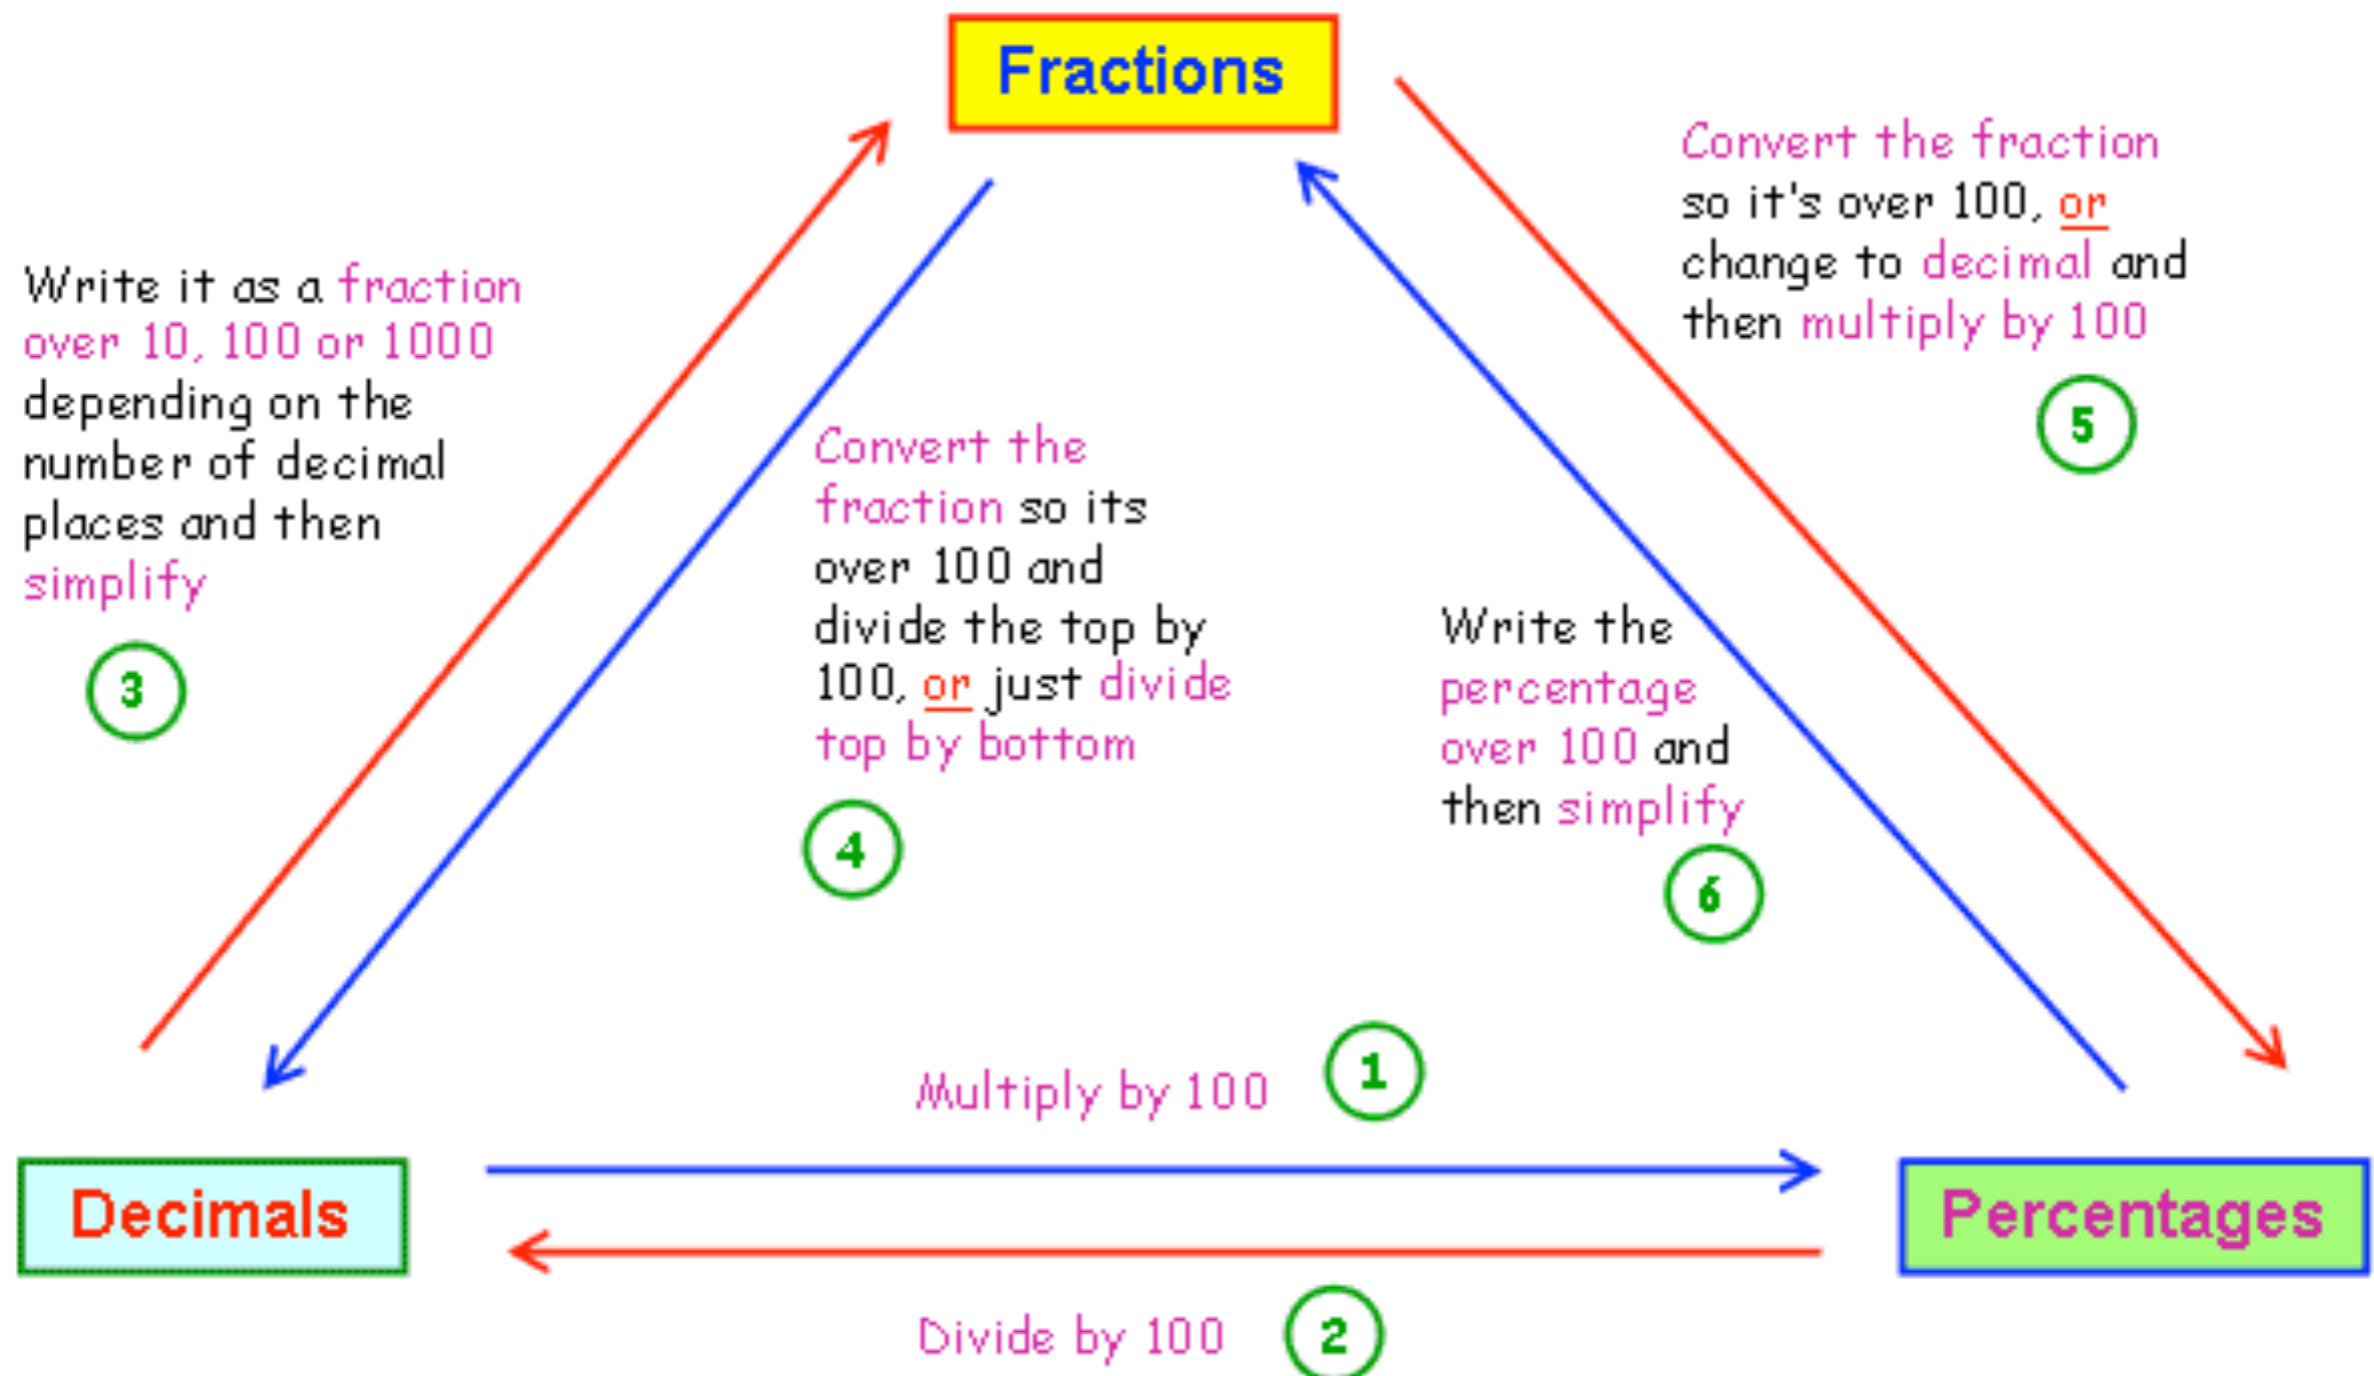 Fractions
Convert the fraction
so it's over 100, or
change to decimal and
then multiply by 100
5
Write it as a fraction
over 10, 100 or 1000
depending on the
number of decimal
places and then
simplify
3
Convert the
fraction so its
over 100 and
divide the top by
100, or just divide
top by bottom
4
Write the
percentage
over 100 and
then simplify
6
Multiply by 100
1
Decimals
Percentages
Divide by 100
2